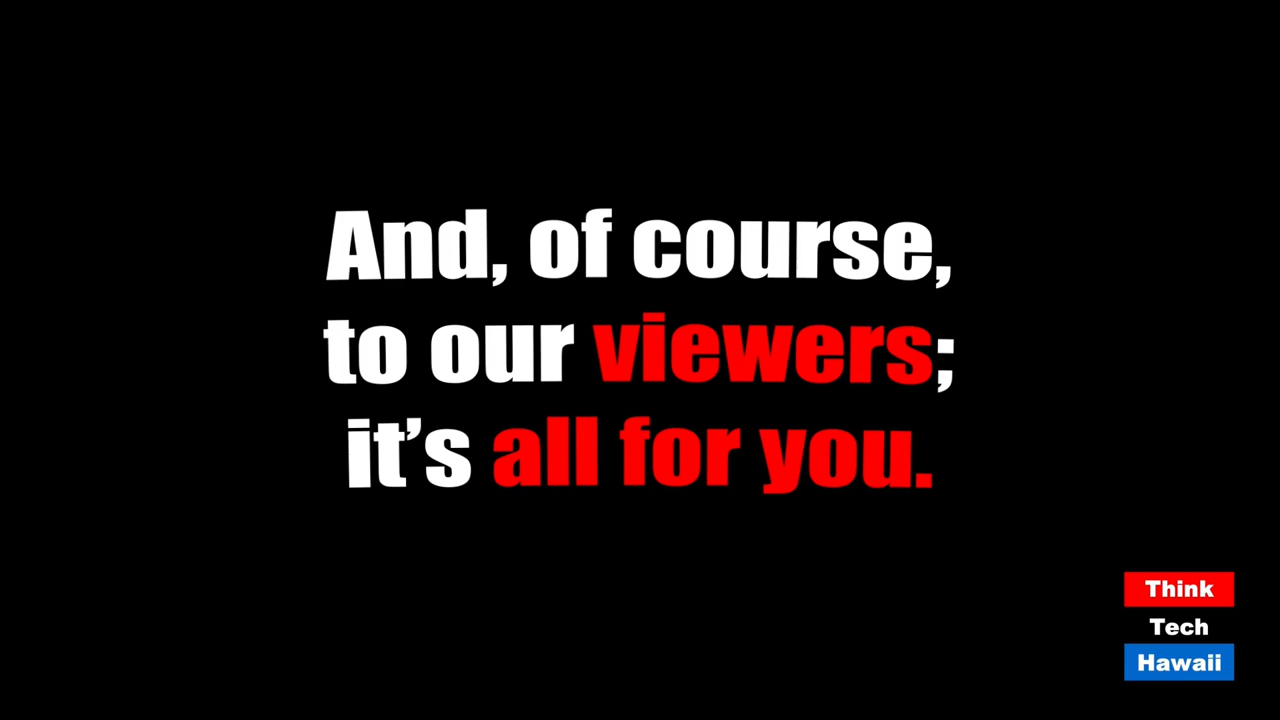 And, of course,
to our viewers;
it’s all for you.
Think
Tech
Hawaii